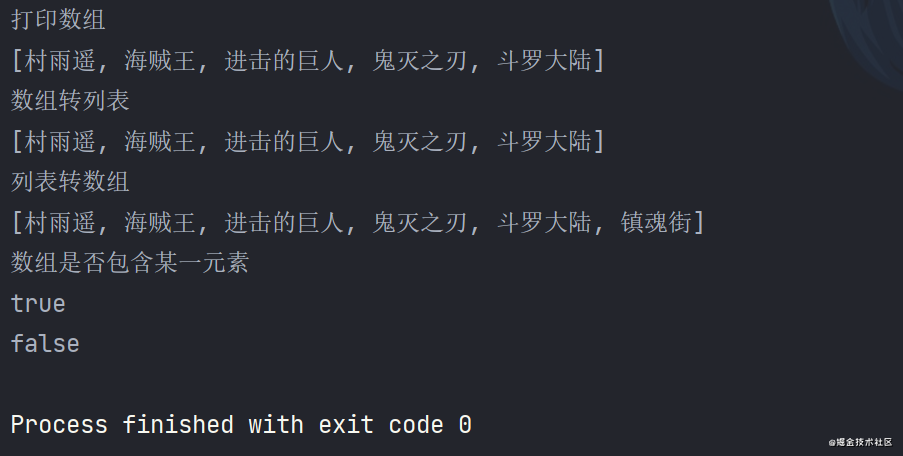 打印数组
[村雨遥, 海贼王, 进击的巨人, 鬼灭之刃, 斗罗大陆]
数组转列表
[村雨遥, 海贼王, 进击的巨人, 鬼灭之刃, 斗罗大陆]
列表转数组
[村雨遥, 海贼王, 进击的巨人, 鬼灭之刃, 斗罗大陆, 镇魂街]
数组是否包含某一元素
true
false
Process finished with exit code 0
@掘金技术社区